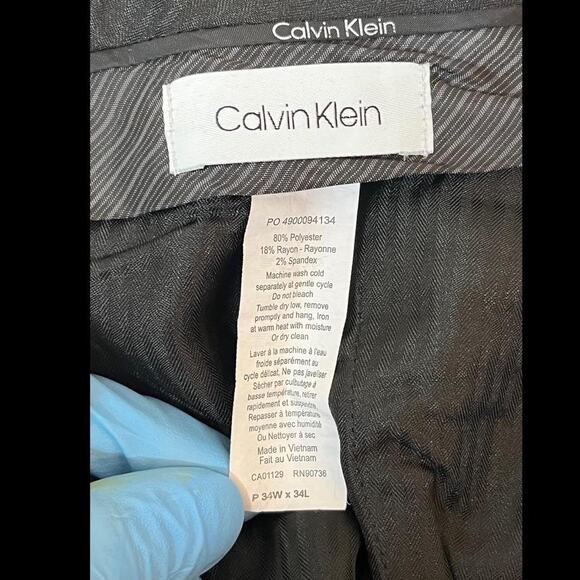 Calvin Klein
Calvin Klein
PO 4900094134
80% Polyester
18% Rayon - Rayonne
2% Spandex
Machine wash cold
separately at gentle cycle
Do not bleach
Tumble dry low, remove
promptly and hang, Iron
at warm heat with moisture
Or dry clean
Laver à la machine à l'eau
froide séparément au
cycle délicat, Ne pas javeliser
Sécher par culbutage à
basse température, retirer
rapidement et suspendre,
Repasser à température
moyenne avec humidité
Ou Nettoyer à sec
Made in Vietnam
Fait au Vietnam
CA01129 RN90736
P 34W x 34L